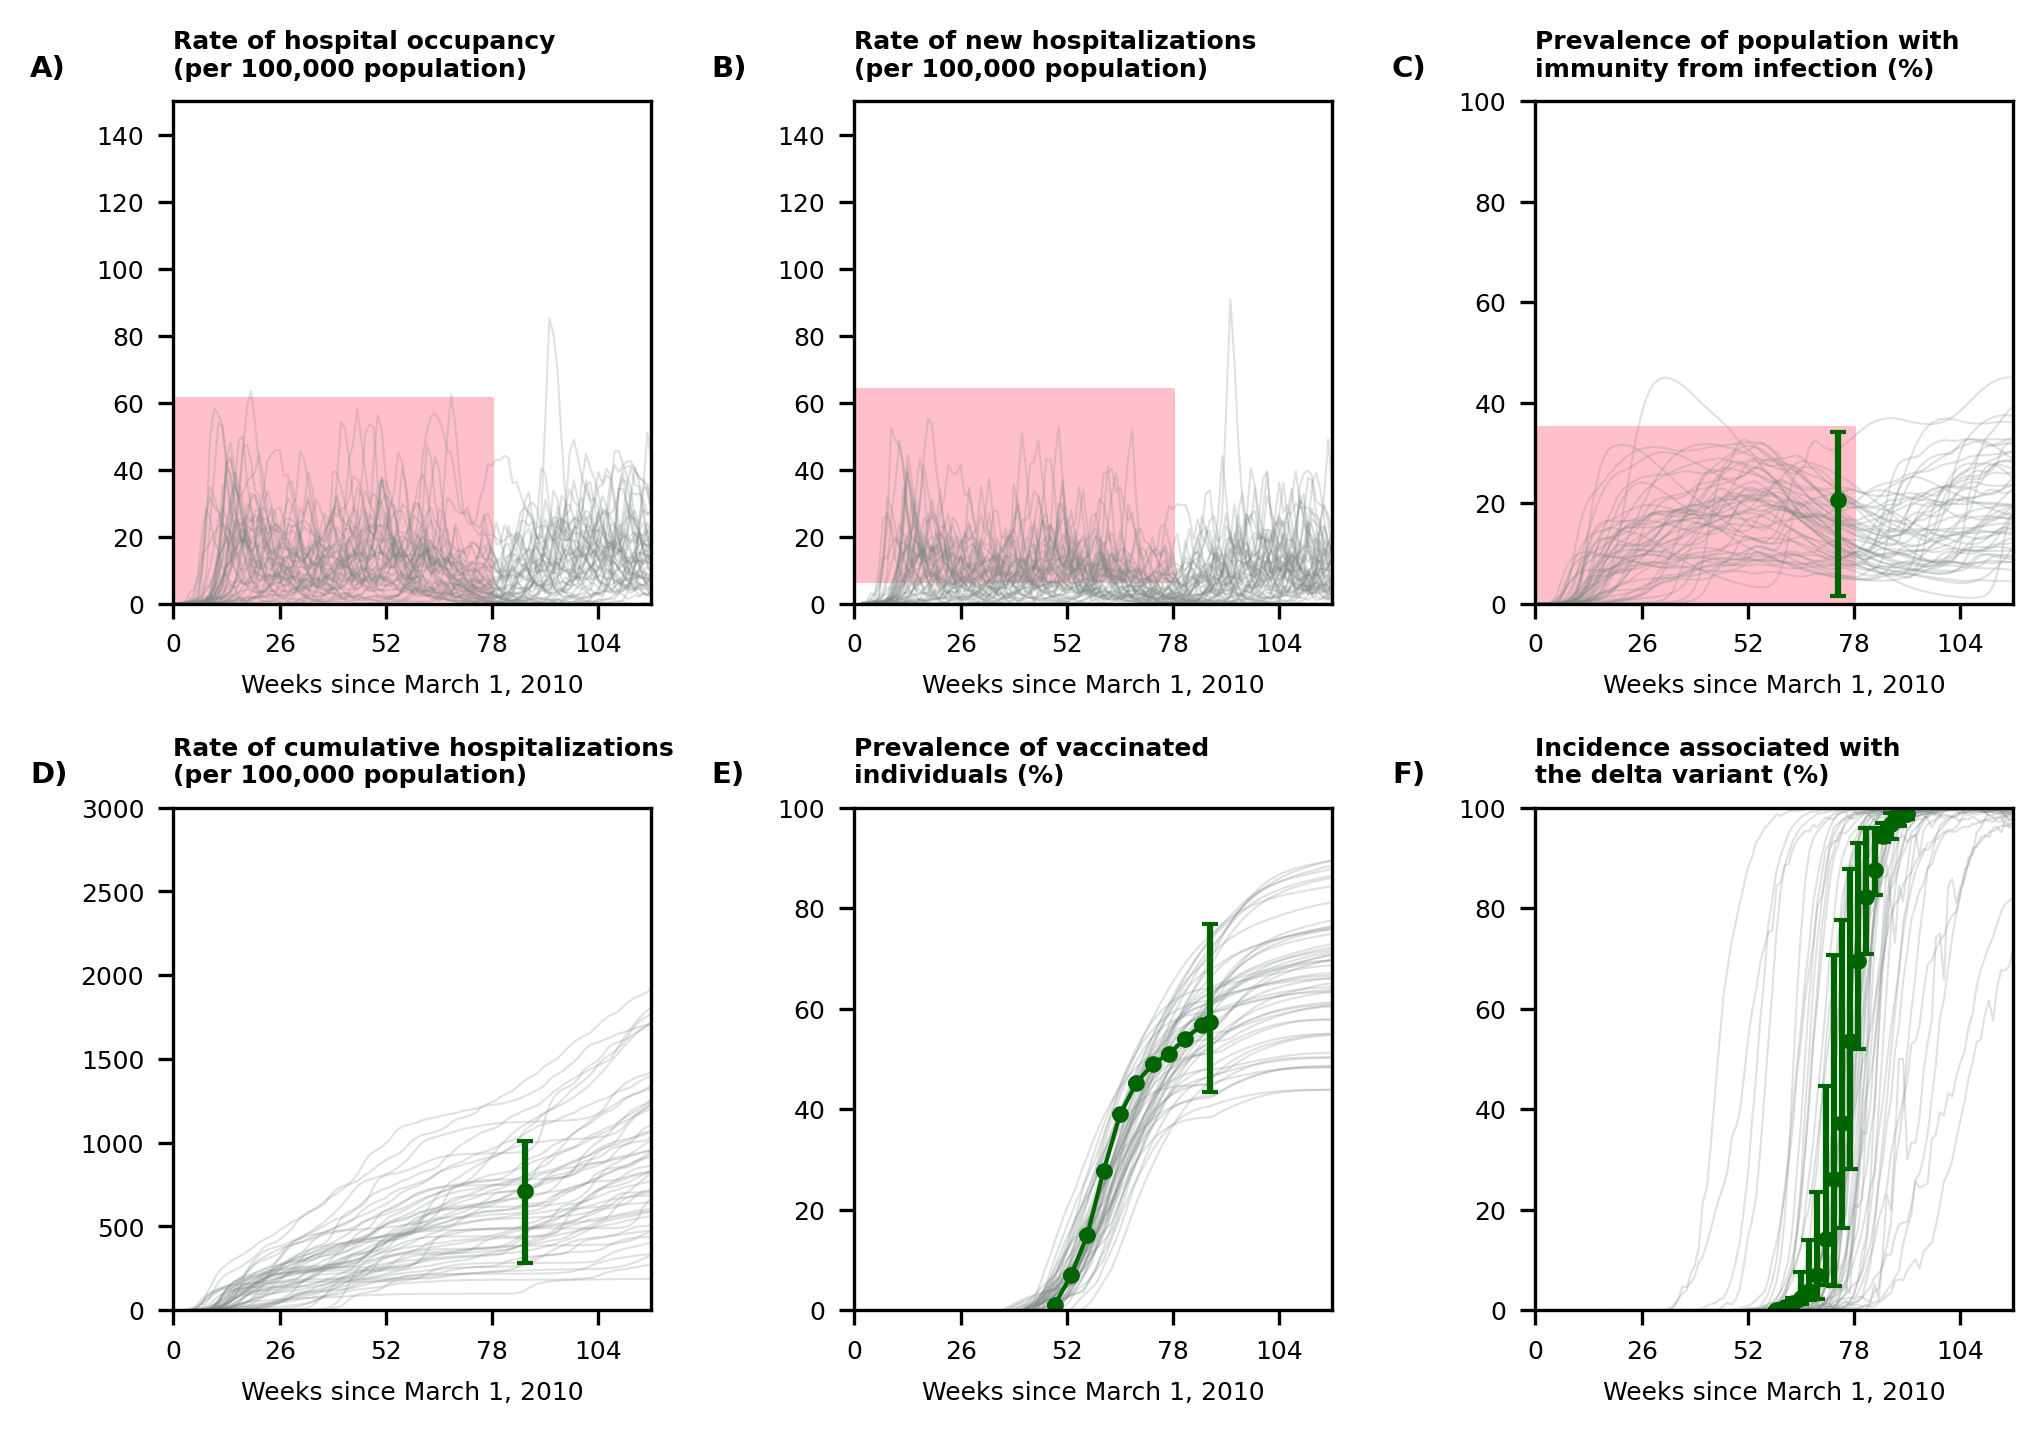 A)
Rate of hospital occupancy
(per 100,000 population)
140
120
100
80
60
40
20
0
0 26 52 78 104
Weeks since March 1, 2010
B)
Rate of new hospitalizations
(per 100,000 population)
140
120
100
80
60
40
20
0
0 26 52 78 104
Weeks since March 1, 2010
C)
Prevalence of population with
immunity from infection (%)
100
80
60
40
20
0
0 26 52 78 104
Weeks since March 1, 2010
D)
Rate of cumulative hospitalizations
(per 100,000 population)
3000
2500
2000
1500
1000
500
0
0 26 52 78 104
Weeks since March 1, 2010
E)
Prevalence of vaccinated
individuals (%)
100
80
60
40
20
0
0 26 52 78 104
Weeks since March 1, 2010
F)
Incidence associated with
the delta variant (%)
100
80
60
40
20
0
0 26 52 78 104
Weeks since March 1, 2010